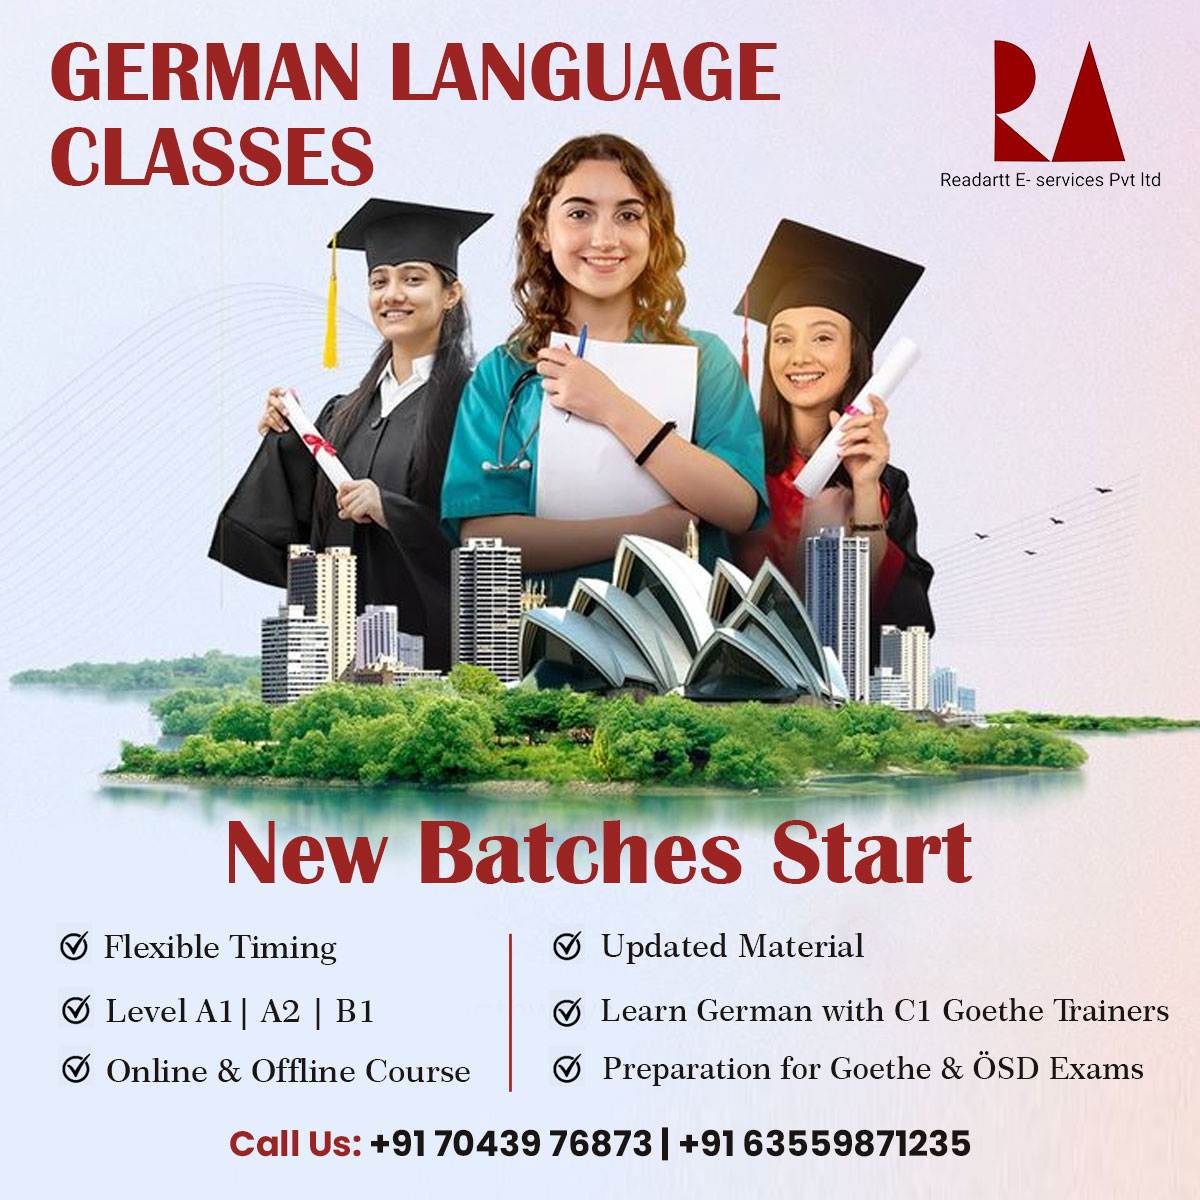 GERMAN LANGUAGE
CLASSES
RA
Readartt E- services Pvt ltd
New Batches Start
Flexible Timing
Level A1| A2 | B1
Online & Offline Course
Updated Material
Learn German with C1 Goethe Trainers
Preparation for Goethe & ÖSD Exams
Call Us: +91 70439 76873 | +91 63559871235